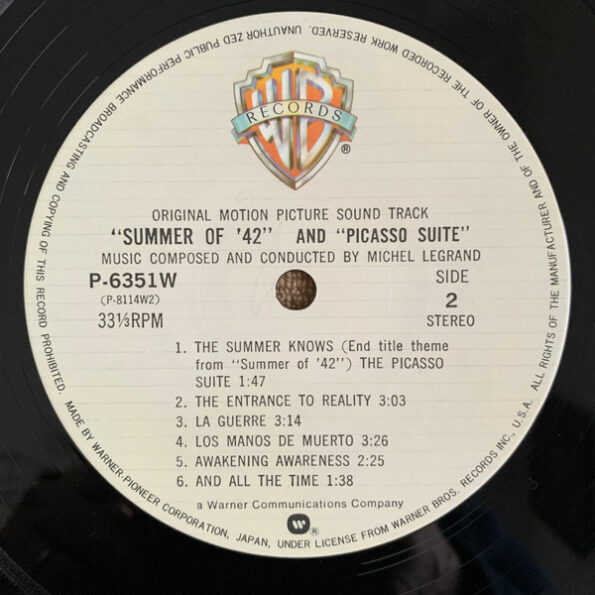 WB
RECORDS
®
ORIGINAL MOTION PICTURE SOUND TRACK
"SUMMER OF '42" AND "PICASSO SUITE"
MUSIC COMPOSED AND CONDUCTED BY MICHEL LEGRAND
P-6351W
(P-8114W2)
33⅓RPM
SIDE
2
STEREO
1. THE SUMMER KNOWS (End title theme
from "Summer of '42") THE PICASSO
SUITE 1:47
2. THE ENTRANCE TO REALITY 3:03
3. LA GUERRE 3:14
4. LOS MANOS DE MUERTO 3:26
5. AWAKENING AWARENESS 2:25
6. AND ALL THE TIME 1:38
a Warner Communications Company
®
MADE BY WARNER-PIONEER CORPORATION, JAPAN, UNDER LICENSE FROM WARNER BROS. RECORDS INC., U.S.A. ALL RIGHTS OF THE MANUFACTURER AND OF THE OWNER OF THE RECORDED WORK RESERVED. UNAUTHOR ZED PUBLIC PERFORMANCE BROADCASTING AND COPYING OF THIS RECORD PROHIBITED.